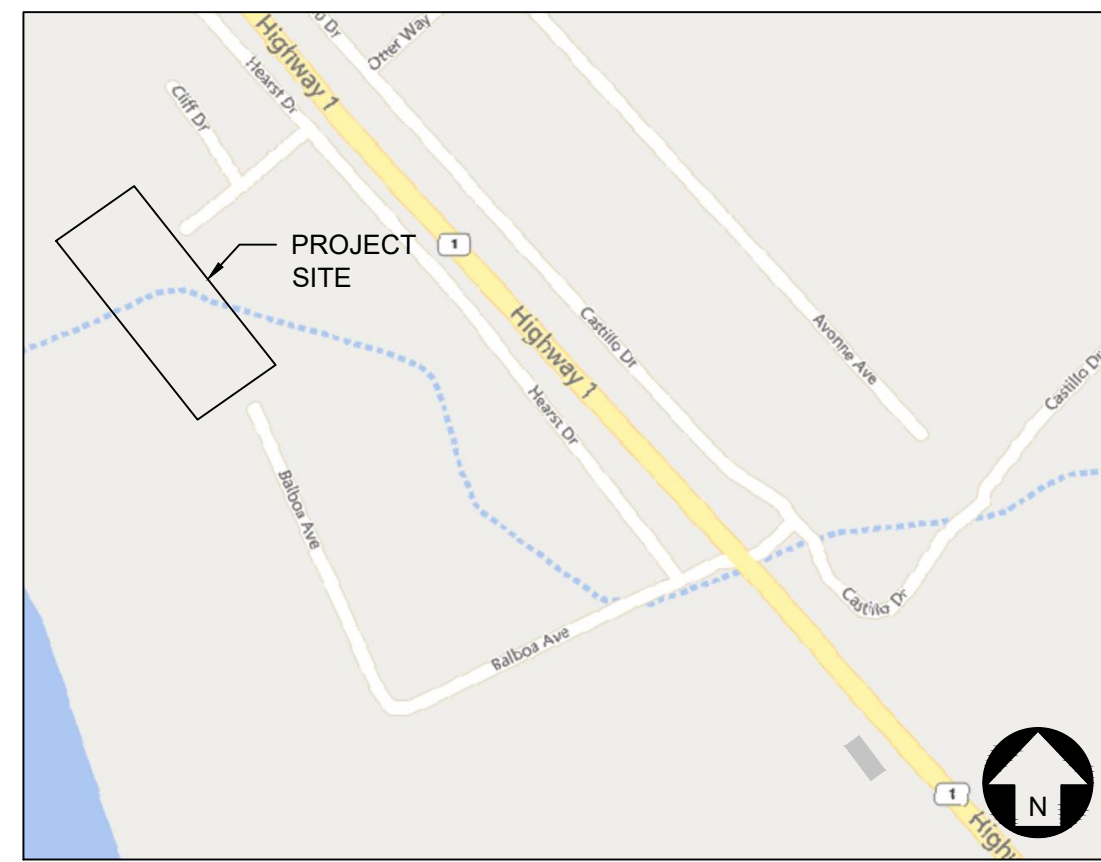 Highway 1
Dr
Otter Way
Hearst Dr
Cliff Dr
PROJECT
SITE
1
Highway 1
Castillo Dr
Avonne Ave
Castillo Dr
Hearst Dr
Balboa Ave
Castillo Dr
Balboa Ave
1
N